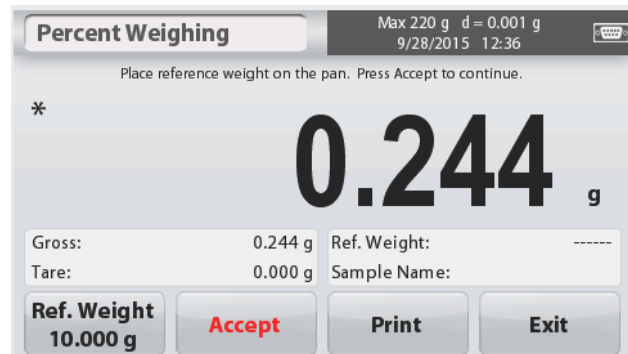 Percent Weighing
Max 220 g d = 0.001 g
9/28/2015 12:36
Place reference weight on the pan. Press Accept to continue.
*
0.244 g
Gross: 0.244 g Ref. Weight: ------
Tare: 0.000 g Sample Name:
Ref. Weight
10.000 g
Accept
Print
Exit